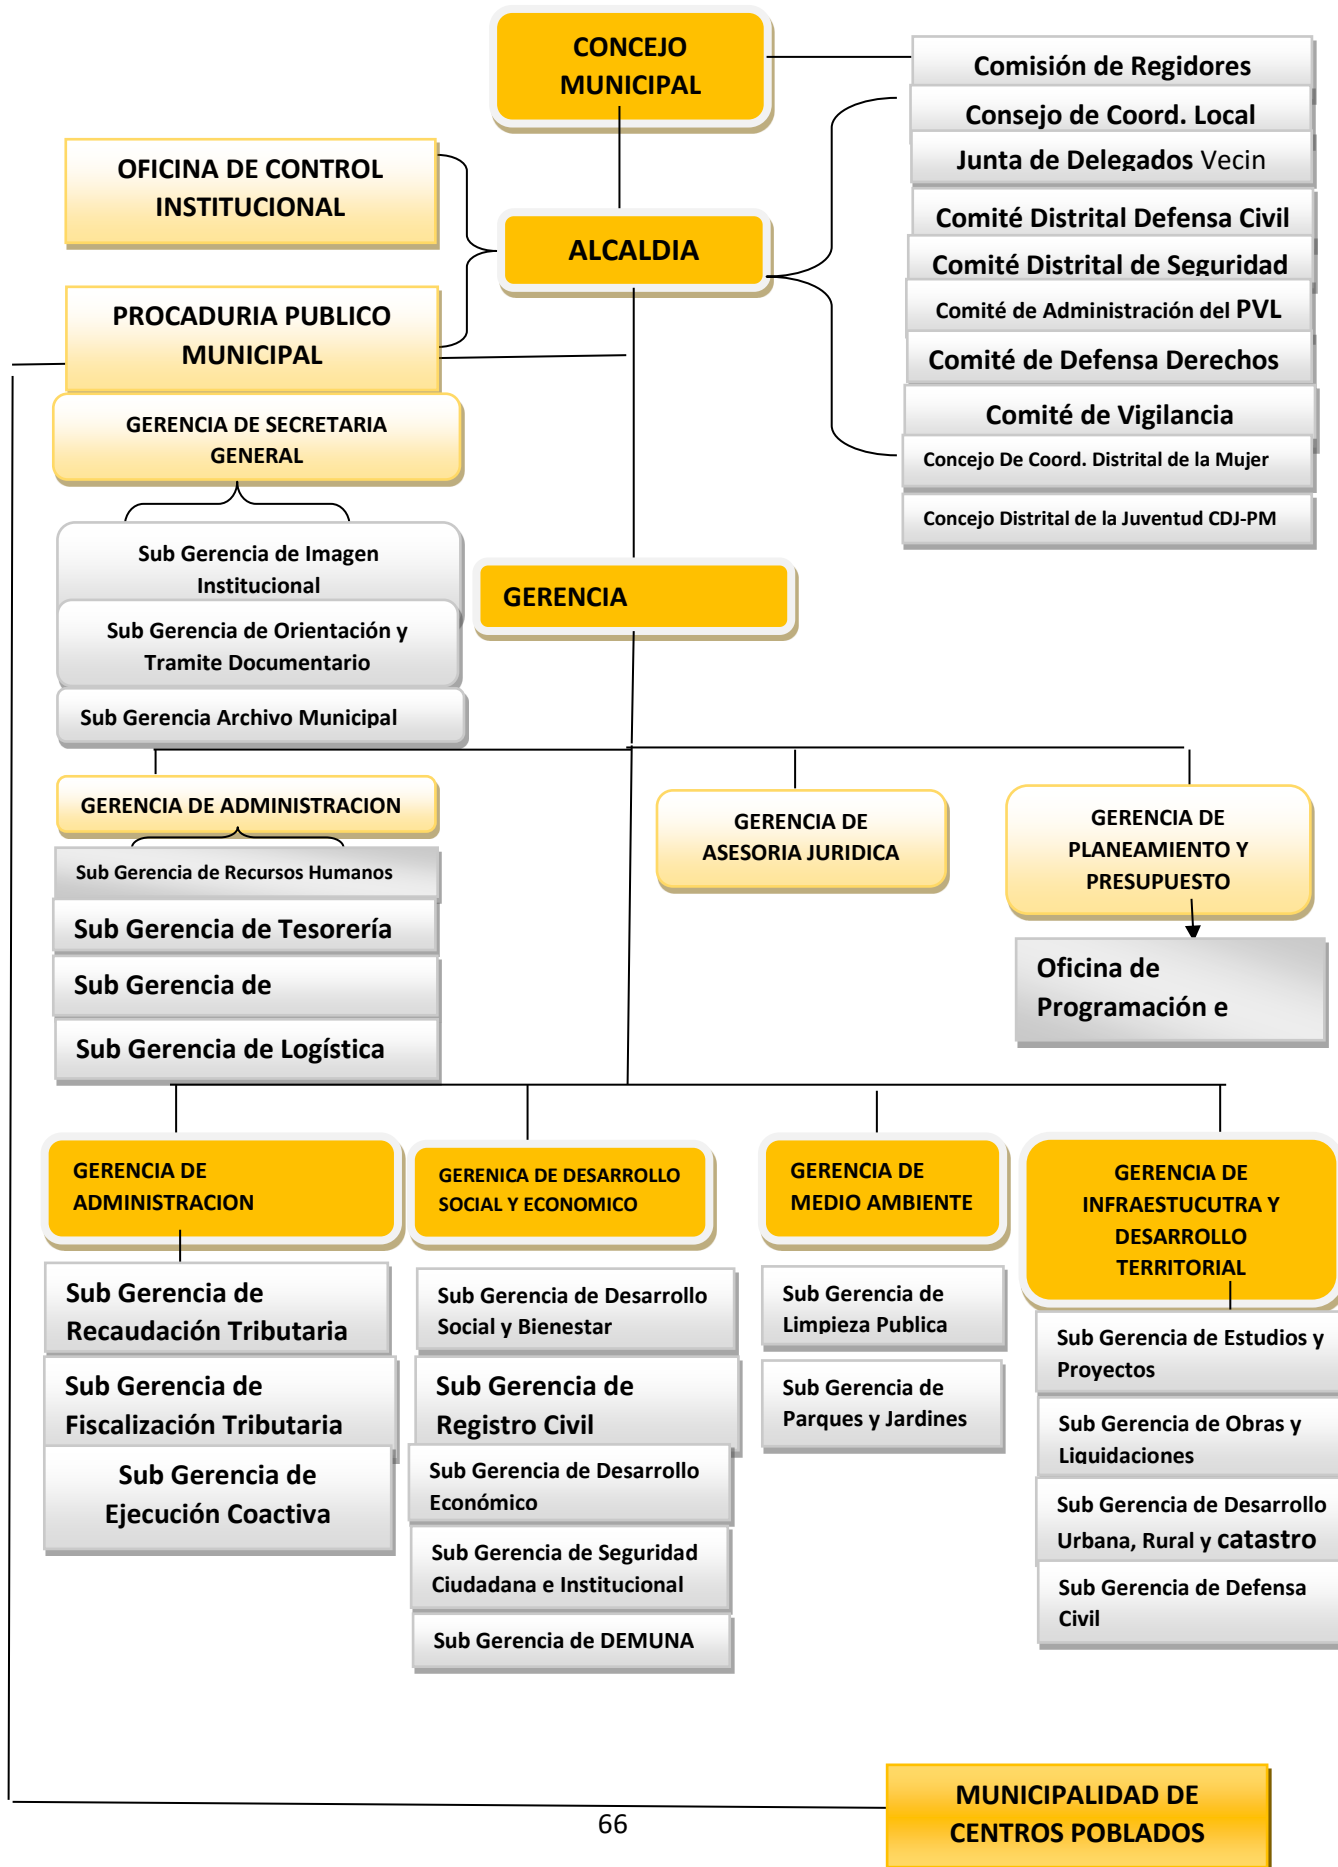 CONCEJO
MUNICIPAL
Comisión de Regidores
Consejo de Coord. Local
Junta de Delegados Vecin
Comité Distrital Defensa Civil
Comité Distrital de Seguridad
Comité de Administración del PVL
Comité de Defensa Derechos
Comité de Vigilancia
Concejo De Coord. Distrital de la Mujer
Concejo Distrital de la Juventud CDJ-PM
OFICINA DE CONTROL
INSTITUCIONAL
ALCALDIA
PROCADURIA PUBLICO
MUNICIPAL
GERENCIA DE SECRETARIA
GENERAL
Sub Gerencia de Imagen
Institucional
Sub Gerencia de Orientación y
Tramite Documentario
Sub Gerencia Archivo Municipal
GERENCIA
GERENCIA DE ADMINISTRACION
Sub Gerencia de Recursos Humanos
Sub Gerencia de Tesorería
Sub Gerencia de
Sub Gerencia de Logística
GERENCIA DE
ASESORIA JURIDICA
GERENCIA DE
PLANEAMIENTO Y
PRESUPUESTO
Oficina de
Programación e
GERENCIA DE
ADMINISTRACION
Sub Gerencia de
Recaudación Tributaria
Sub Gerencia de
Fiscalización Tributaria
Sub Gerencia de
Ejecución Coactiva
GERENICA DE DESARROLLO
SOCIAL Y ECONOMICO
Sub Gerencia de Desarrollo
Social y Bienestar
Sub Gerencia de
Registro Civil
Sub Gerencia de Desarrollo
Económico
Sub Gerencia de Seguridad
Ciudadana e Institucional
Sub Gerencia de DEMUNA
GERENCIA DE
MEDIO AMBIENTE
Sub Gerencia de
Limpieza Publica
Sub Gerencia de
Parques y Jardines
GERENCIA DE
INFRAESTUCUTRA Y
DESARROLLO
TERRITORIAL
Sub Gerencia de Estudios y
Proyectos
Sub Gerencia de Obras y
Liquidaciones
Sub Gerencia de Desarrollo
Urbana, Rural y catastro
Sub Gerencia de Defensa
Civil
MUNICIPALIDAD DE
CENTROS POBLADOS
66